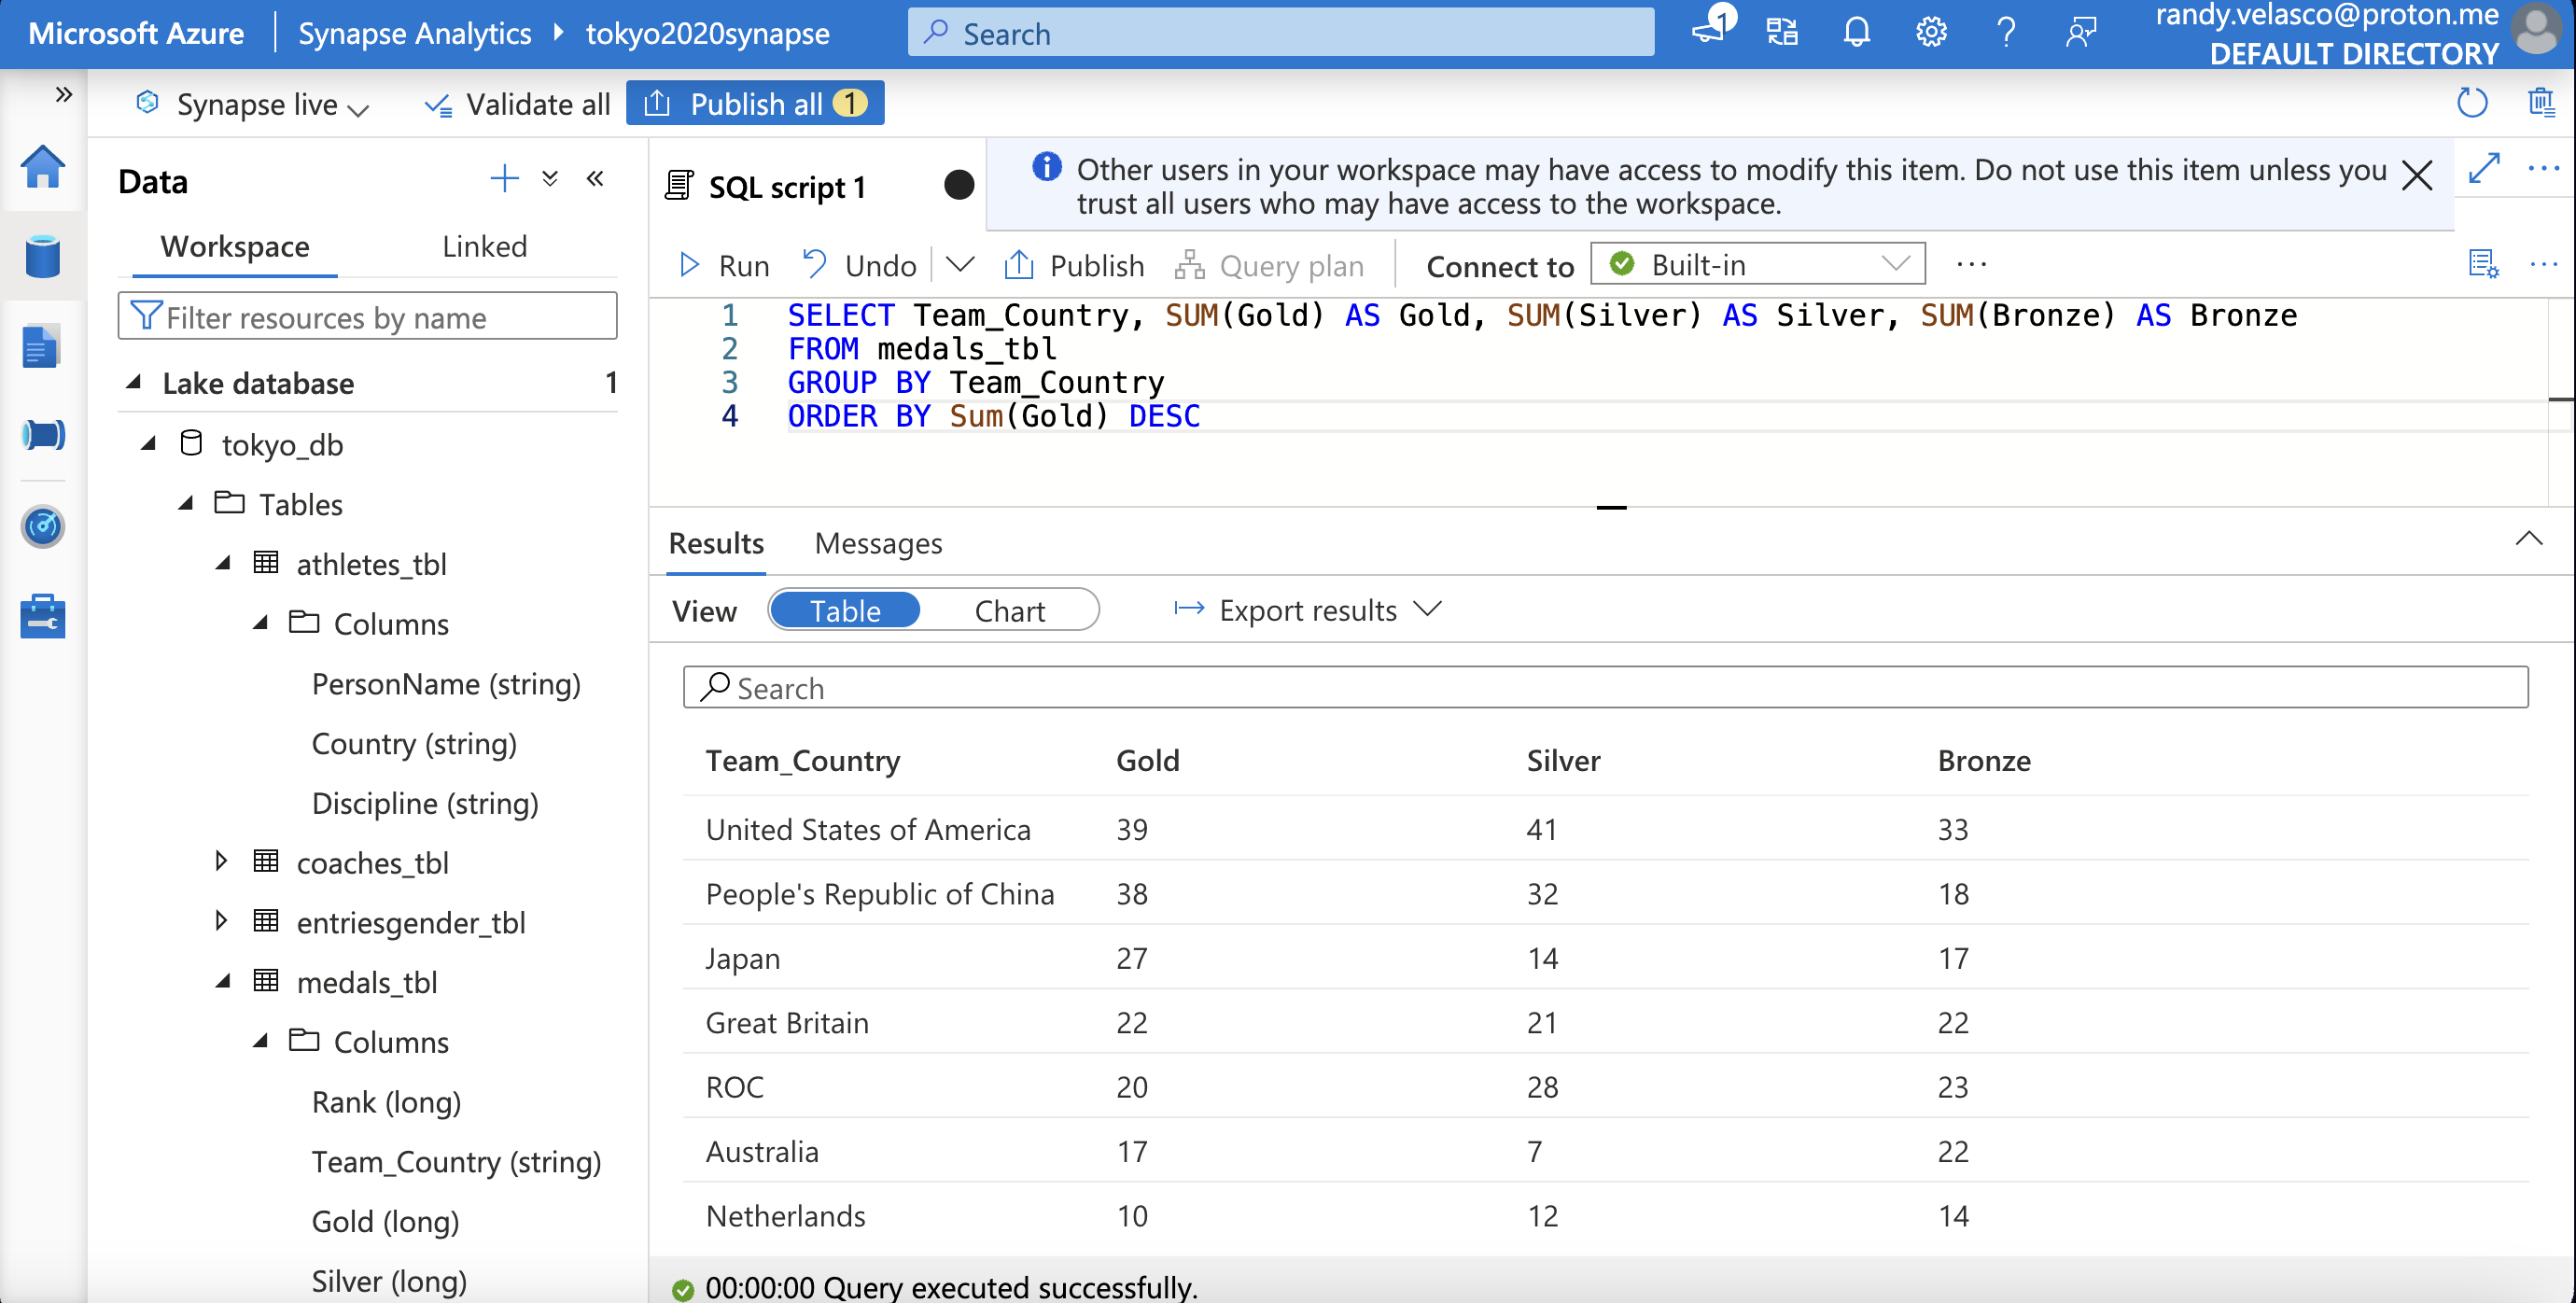 Microsoft Azure
Synapse Analytics
tokyo2020synapse
Search
1
randy.velasco@proton.me
DEFAULT DIRECTORY
Synapse live
Validate all
Publish all 1
Data
Workspace
Linked
Filter resources by name
Lake database 1
tokyo_db
Tables
athletes_tbl
Columns
PersonName (string)
Country (string)
Discipline (string)
coaches_tbl
entriesgender_tbl
medals_tbl
Columns
Rank (long)
Team_Country (string)
Gold (long)
Silver (long)
SQL script 1
Other users in your workspace may have access to modify this item. Do not use this item unless you
trust all users who may have access to the workspace.
Run
Undo
Publish
Query plan
Connect to
Built-in
1 SELECT Team_Country, SUM(Gold) AS Gold, SUM(Silver) AS Silver, SUM(Bronze) AS Bronze
2 FROM medals_tbl
3 GROUP BY Team_Country
4 ORDER BY Sum(Gold) DESC
Results
Messages
View
Table
Chart
Export results
Search
Team_Country Gold Silver Bronze
United States of America 39 41 33
People's Republic of China 38 32 18
Japan 27 14 17
Great Britain 22 21 22
ROC 20 28 23
Australia 17 7 22
Netherlands 10 12 14
00:00:00 Query executed successfully.